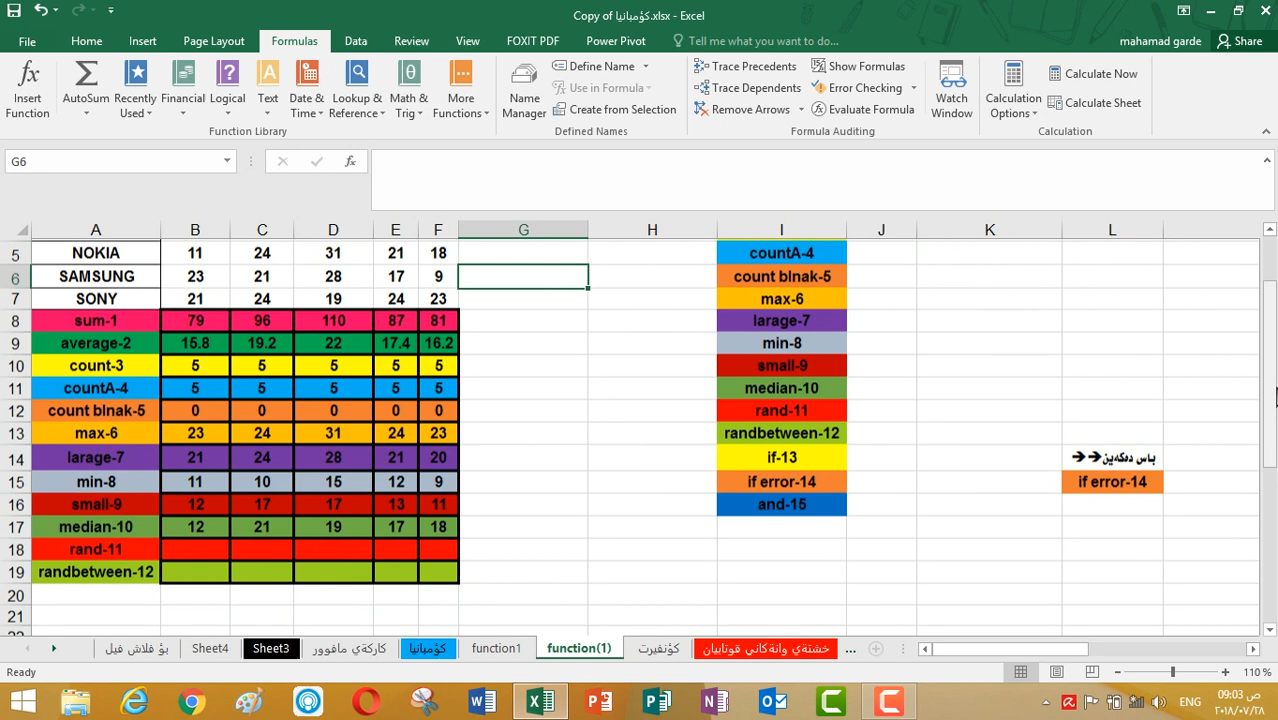 Copy of كۆمپانیا.xlsx - Excel
File Home Insert Page Layout Formulas Data Review View FOXIT PDF Power Pivot Tell me what you want to do... mahamad garde Share
Insert Function
AutoSum
Recently Used
Financial
Logical
Text
Date & Time
Lookup & Reference
Math & Trig
More Functions
Function Library
Name Manager
Define Name
Use in Formula
Create from Selection
Defined Names
Trace Precedents
Trace Dependents
Remove Arrows
Show Formulas
Error Checking
Evaluate Formula
Formula Auditing
Watch Window
Calculation Options
Calculate Now
Calculate Sheet
Calculation
G6 fx
A B C D E F G H I J K L
5 NOKIA 11 24 31 21 18 countA-4
6 SAMSUNG 23 21 28 17 9 count blnak-5
7 SONY 21 24 19 24 23 max-6
8 sum-1 79 96 110 87 81 larage-7
9 average-2 15.8 19.2 22 17.4 16.2 min-8
10 count-3 5 5 5 5 5 small-9
11 countA-4 5 5 5 5 5 median-10
12 count blnak-5 0 0 0 0 0 rand-11
13 max-6 23 24 31 24 23 randbetween-12
14 larage-7 21 24 28 21 20 if-13 باس دەكەین➔➔
15 min-8 11 10 15 12 9 if error-14 if error-14
16 small-9 12 17 17 13 11 and-15
17 median-10 12 21 19 17 18
18 rand-11
19 randbetween-12
20
21
بۆ فلاش فیل Sheet4 Sheet3 كارکەي مافوور كۆمپانیا function1 function(1) كۆنفرت خشتەي وانەكاني قوتابیان ...
Ready 110 %
ENG 09:03 ص
٢٠١٨/٠٧/٢٨